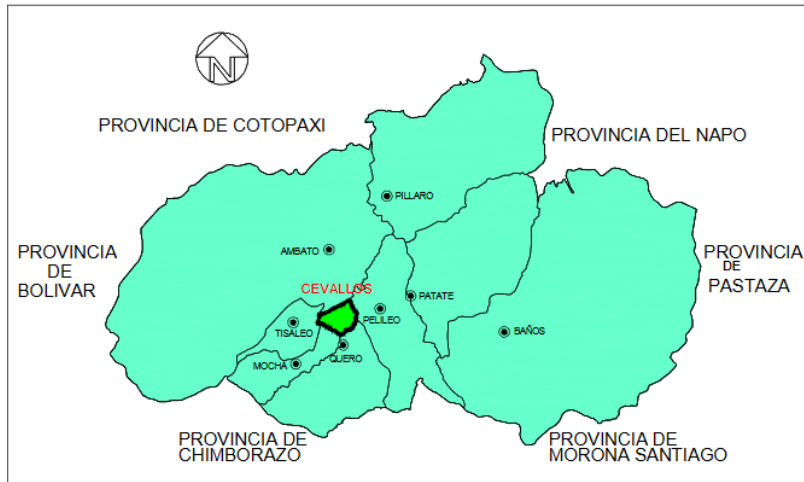 N
PROVINCIA DE COTOPAXI
PROVINCIA DEL NAPO
PILLARO
PROVINCIA
DE
BOLIVAR
AMBATO
PROVINCIA
DE
PASTAZA
CEVALLOS
PATATE
PELILEO
TISALEO
BAÑOS
QUERO
MOCHA
PROVINCIA DE
CHIMBORAZO
PROVINCIA DE
MORONA SANTIAGO